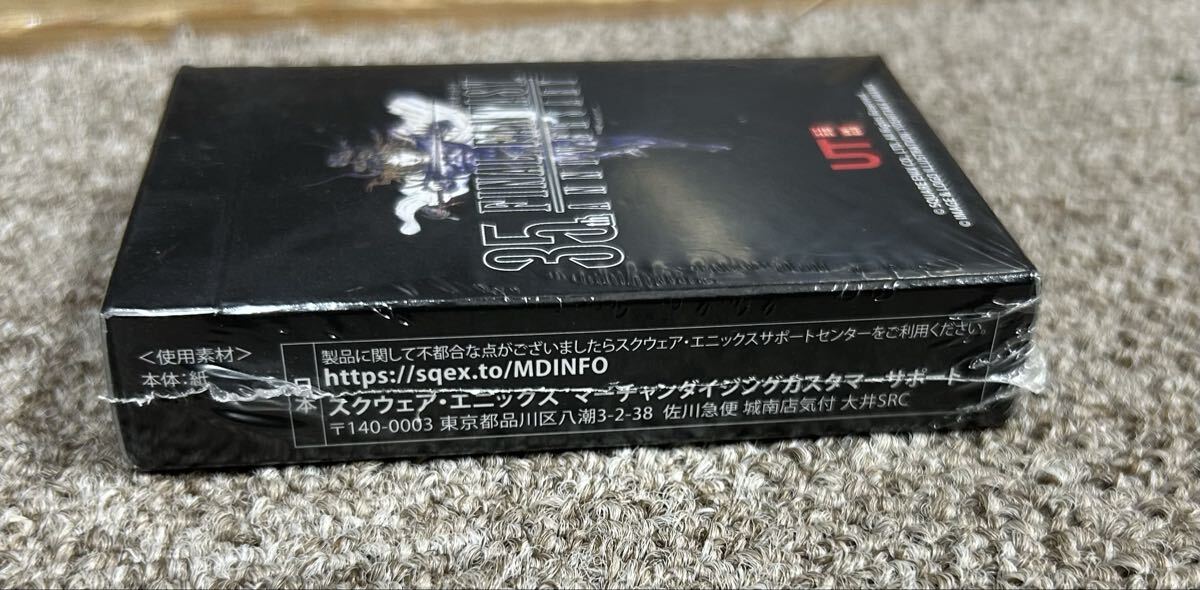 35th FINAL FANTASY
ANNIVERSARY
UT
<使用素材>
本体:紙
日本
製品に関して不都合な点がございましたらスクウェア・エニックスサポートセンターをご利用ください。
https://sqex.to/MDINFO
スクウェア・エニックス マーチャンダイジングカスタマーサポート
〒140-0003 東京都品川区八潮3-2-38 佐川急便 城南店気付 大井SRC